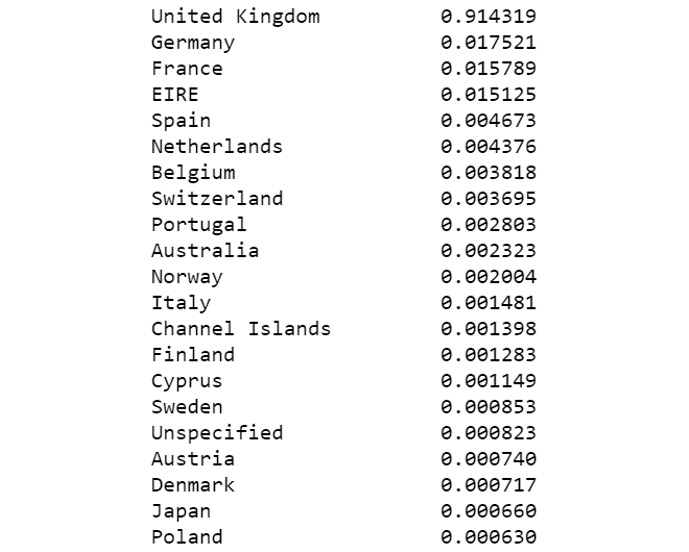 United Kingdom 0.914319
Germany 0.017521
France 0.015789
EIRE 0.015125
Spain 0.004673
Netherlands 0.004376
Belgium 0.003818
Switzerland 0.003695
Portugal 0.002803
Australia 0.002323
Norway 0.002004
Italy 0.001481
Channel Islands 0.001398
Finland 0.001283
Cyprus 0.001149
Sweden 0.000853
Unspecified 0.000823
Austria 0.000740
Denmark 0.000717
Japan 0.000660
Poland 0.000630